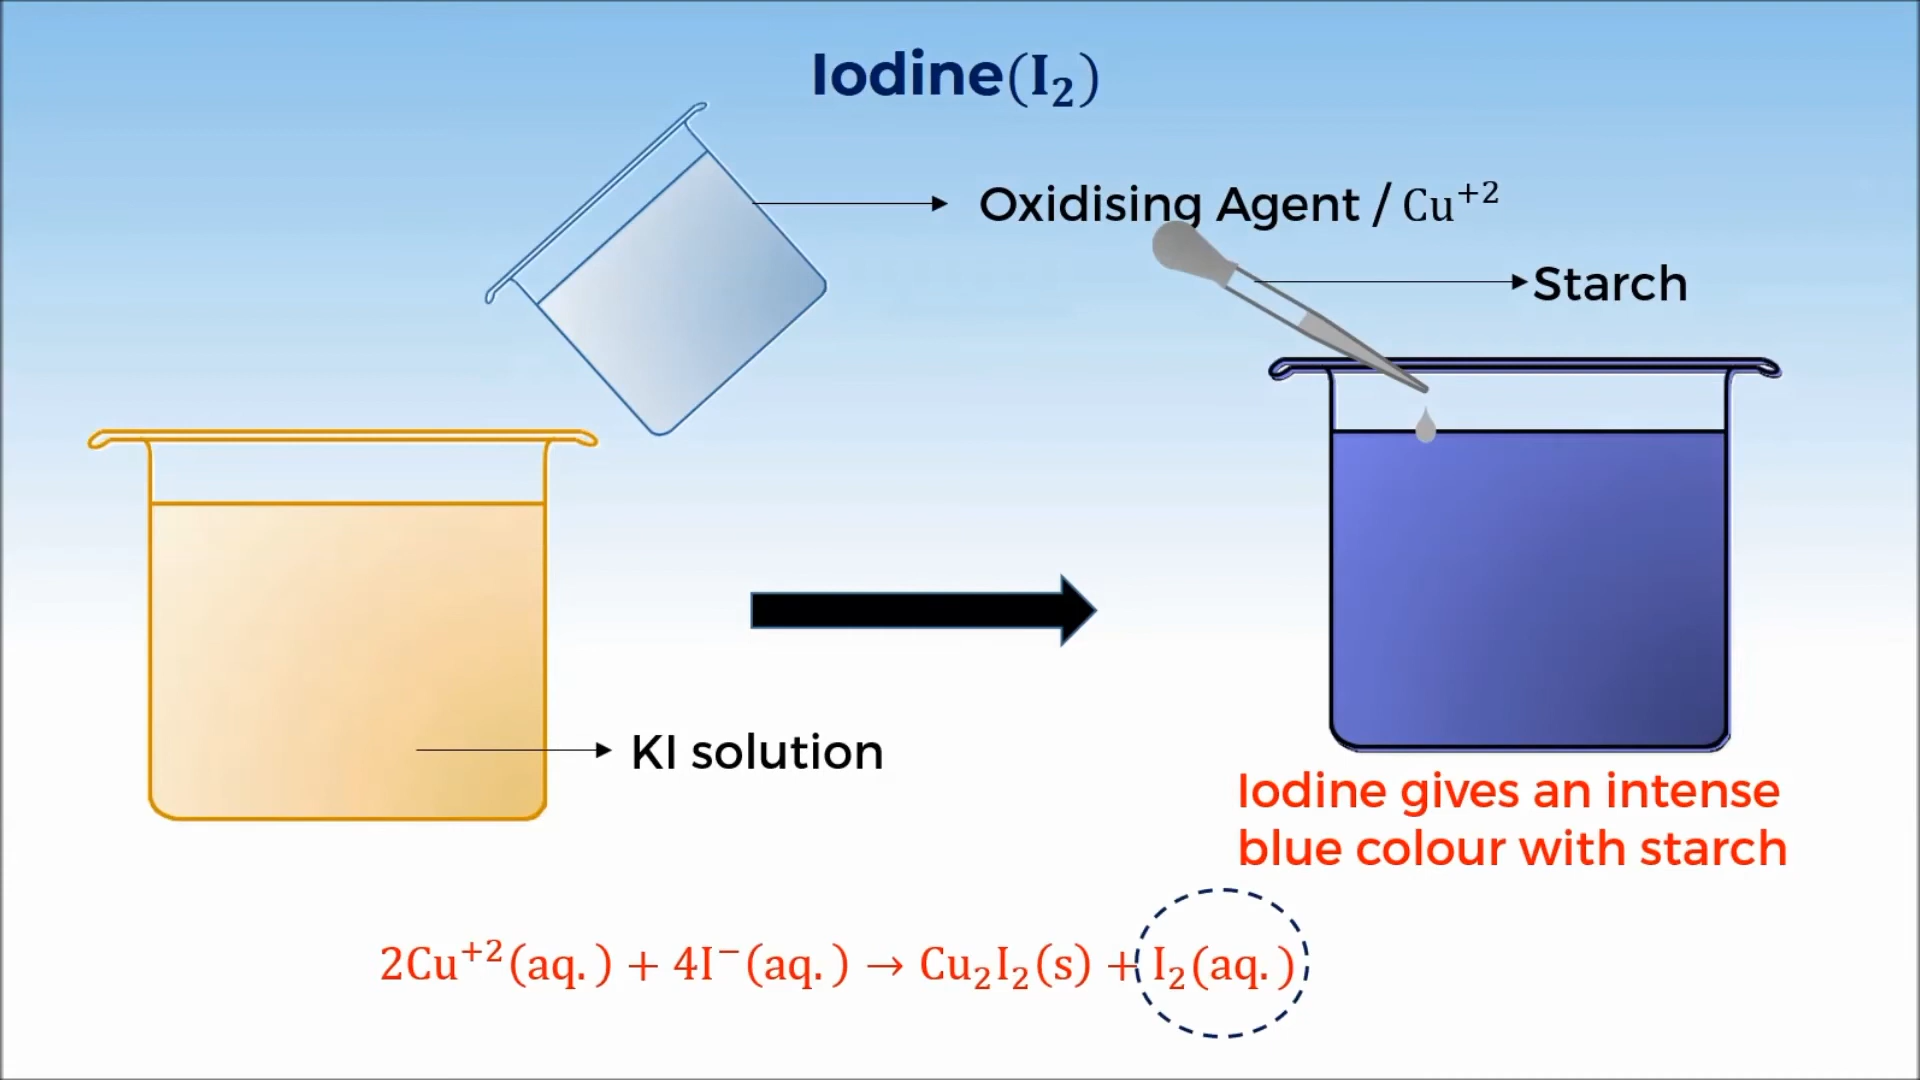 Iodine(I₂)
Oxidising Agent / Cu⁺²
Starch
KI solution
Iodine gives an intense
blue colour with starch
2Cu⁺²(aq. ) + 4I⁻(aq. ) → Cu₂I₂(s) + I₂(aq. )